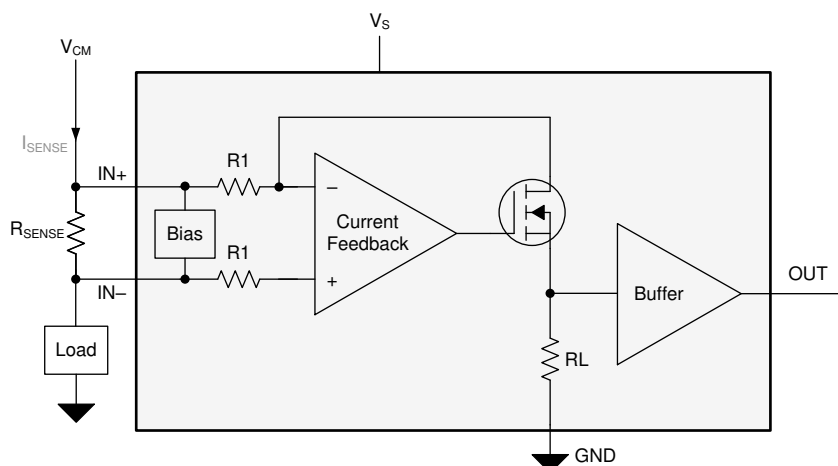 V_S
V_CM
I_SENSE
IN+
R1
R_SENSE
Bias
−
Current
Feedback
+
R1
IN−
Load
Buffer
OUT
RL
GND